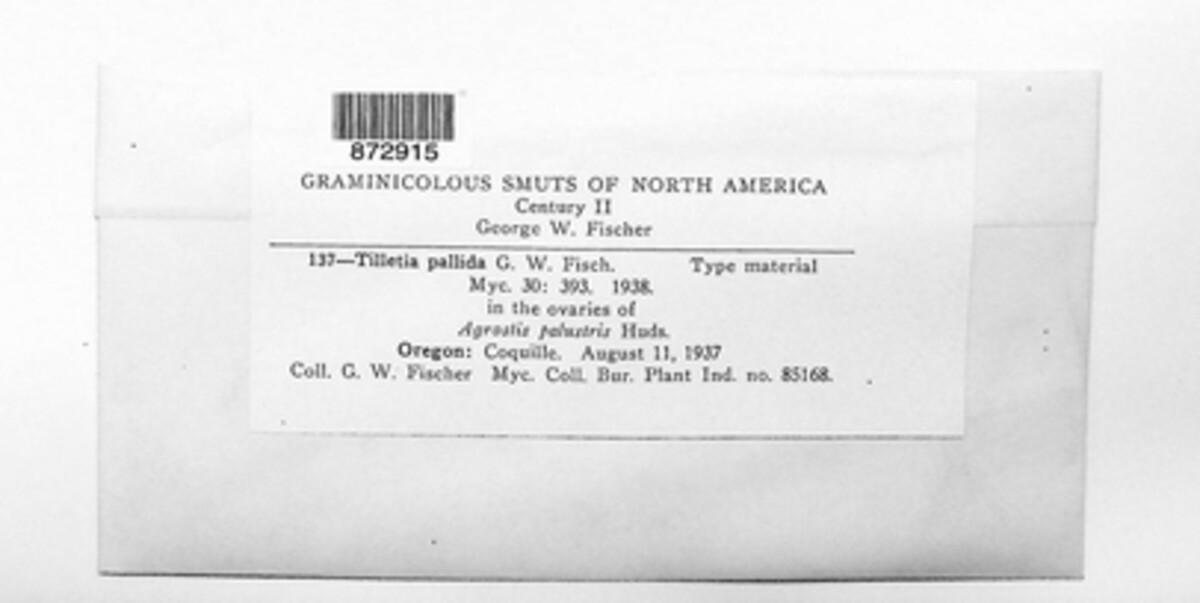 872915
GRAMINICOLOUS SMUTS OF NORTH AMERICA
Century II
George W. Fischer
137—Tilletia pallida G. W. Fisch. Type material
Myc. 30: 393. 1938.
in the ovaries of
Agrostis palustris Huds.
Oregon: Coquille. August 11, 1937
Coll. G. W. Fischer Myc. Coll. Bur. Plant Ind. no. 85168.